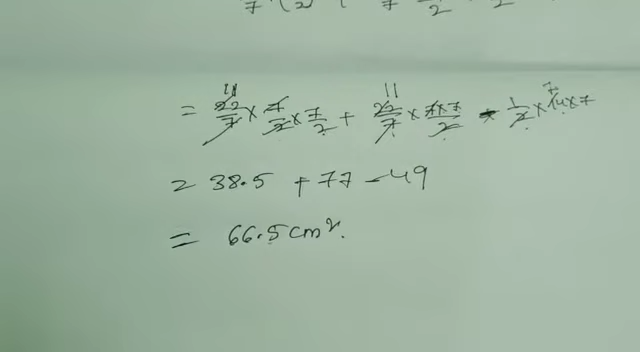 = 22/7 × 7/2 × 7/2 + 22/7 × 7×7/2 - 1/2 × 14×7
= 38.5 + 77 - 49
= 66.5 cm².